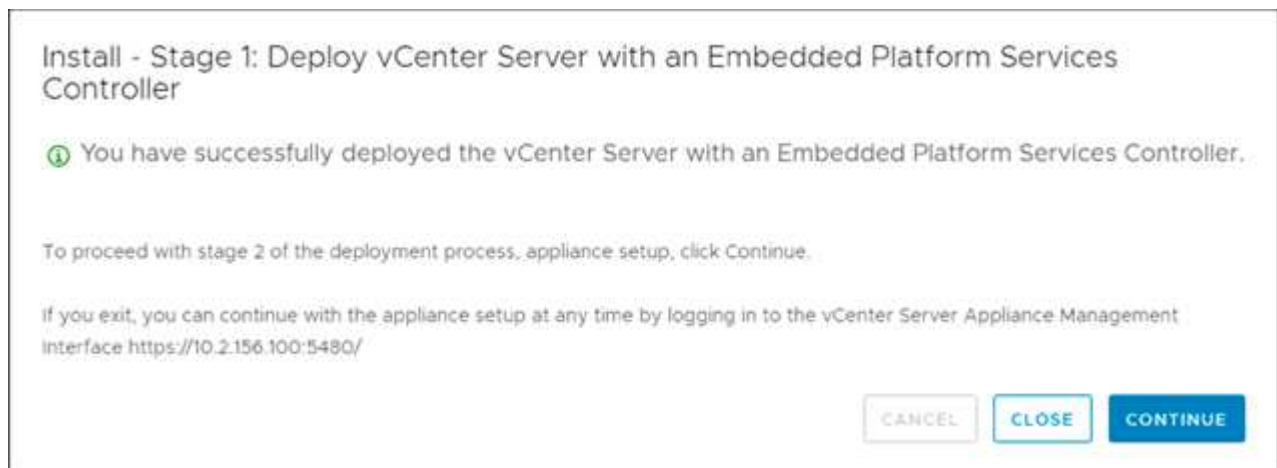 Install - Stage 1: Deploy vCenter Server with an Embedded Platform Services
Controller
You have successfully deployed the vCenter Server with an Embedded Platform Services Controller.
To proceed with stage 2 of the deployment process, appliance setup, click Continue.
If you exit, you can continue with the appliance setup at any time by logging in to the vCenter Server Appliance Management
Interface https://10.2.156.100:5480/
CANCEL CLOSE CONTINUE